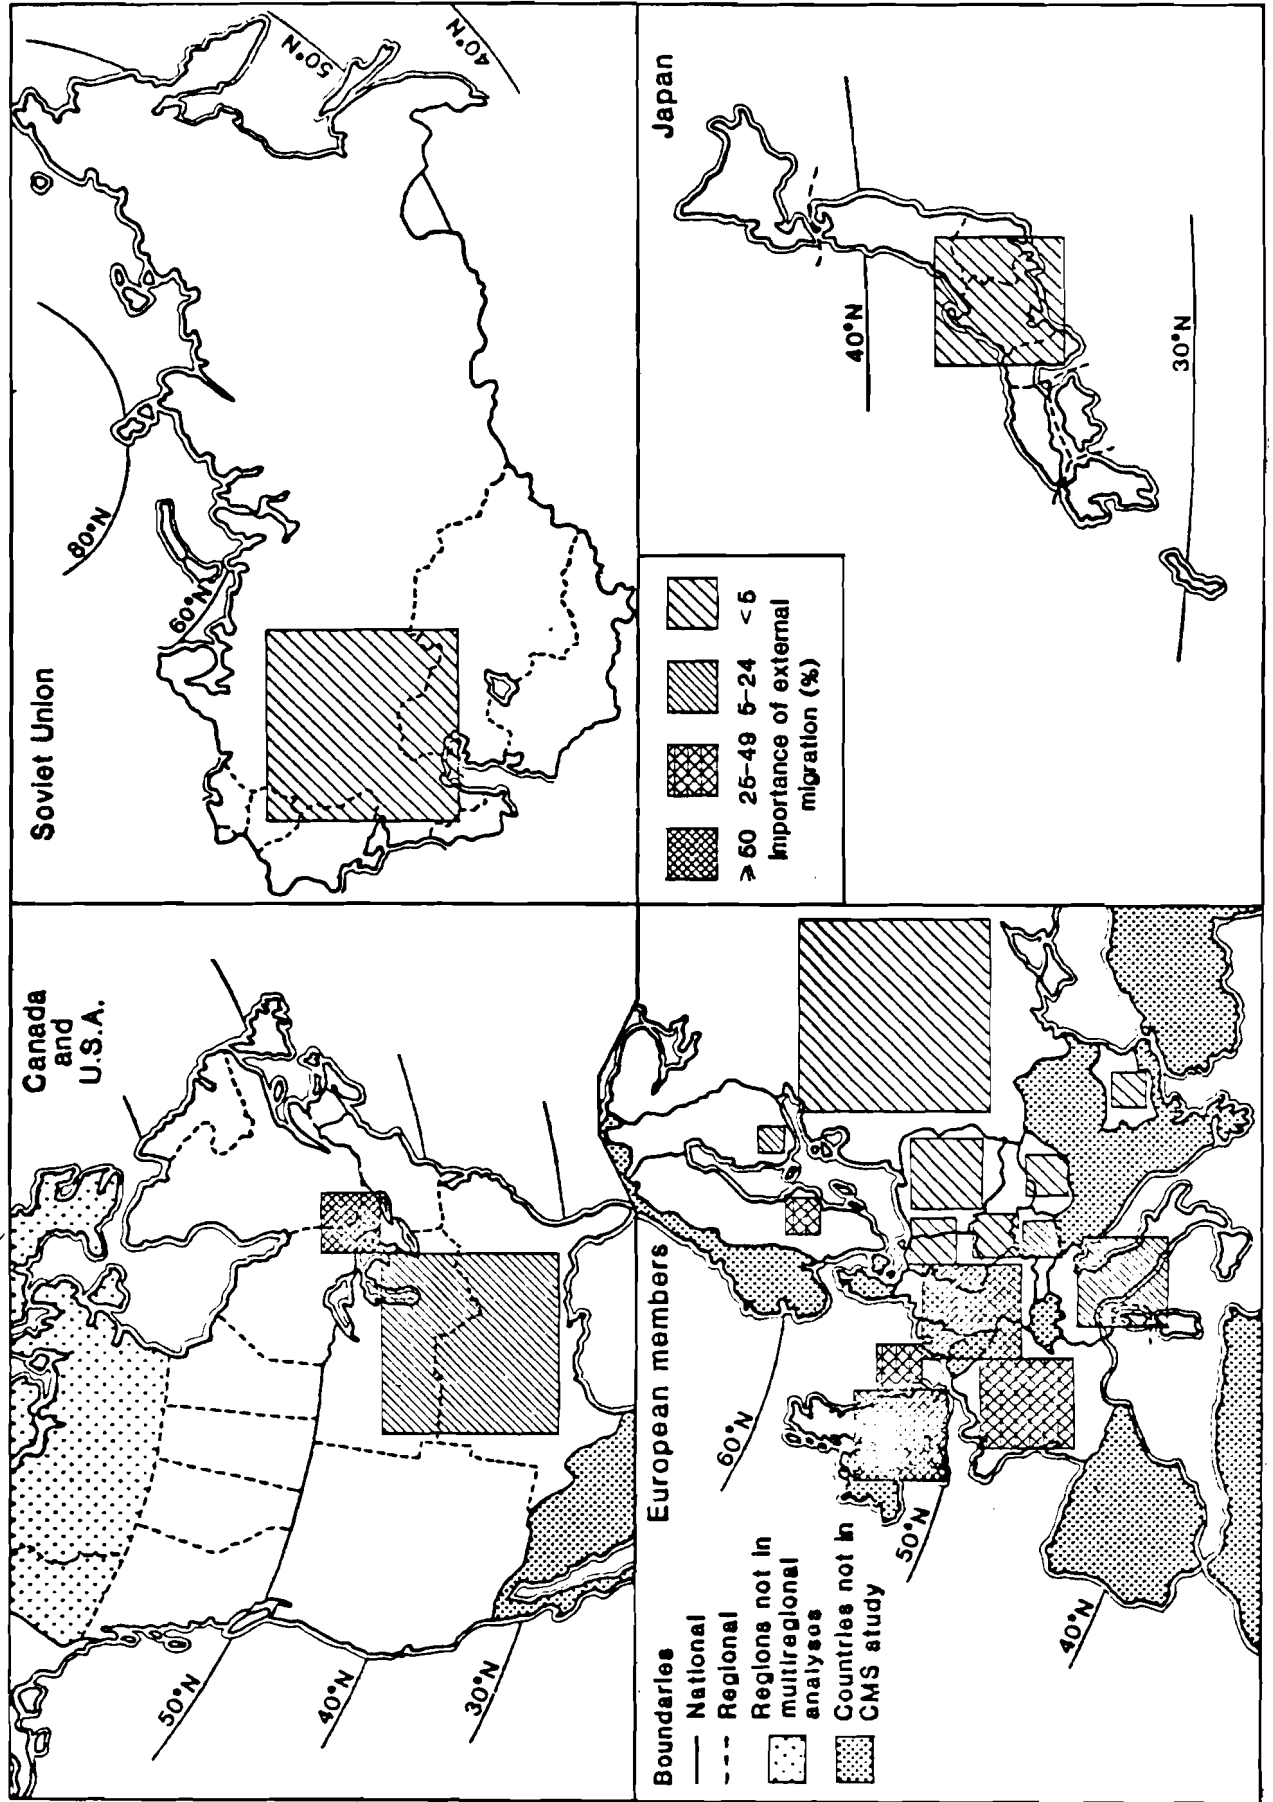 Canada
and
U.S.A.
50°N
40°N
30°N
Soviet Union
80°N
60°N
50°N
40°N
European members
60°N
50°N
40°N
Boundaries
National
Regional
Regions not in
multiregional
analyses
Countries not in
CMS study
≥50 25–49 5–24 <5
Importance of external
migration (%)
Japan
40°N
30°N